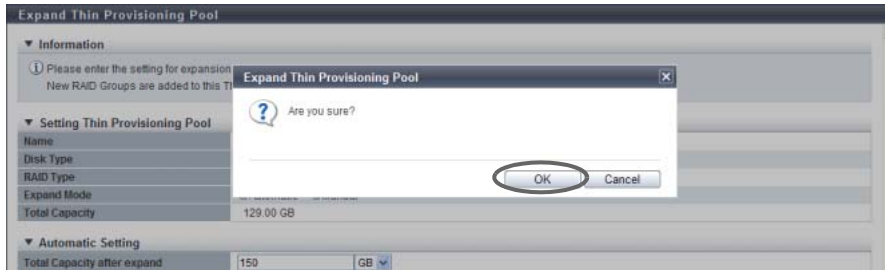 Expand Thin Provisioning Pool
Information
Please enter the setting for expansion
New RAID Groups are added to this
Expand Thin Provisioning Pool
Are you sure?
OK Cancel
Setting Thin Provisioning Pool
Name
Disk Type
RAID Type
Expand Mode
Total Capacity 129.00 GB
Automatic Setting
Total Capacity after expand 150 GB